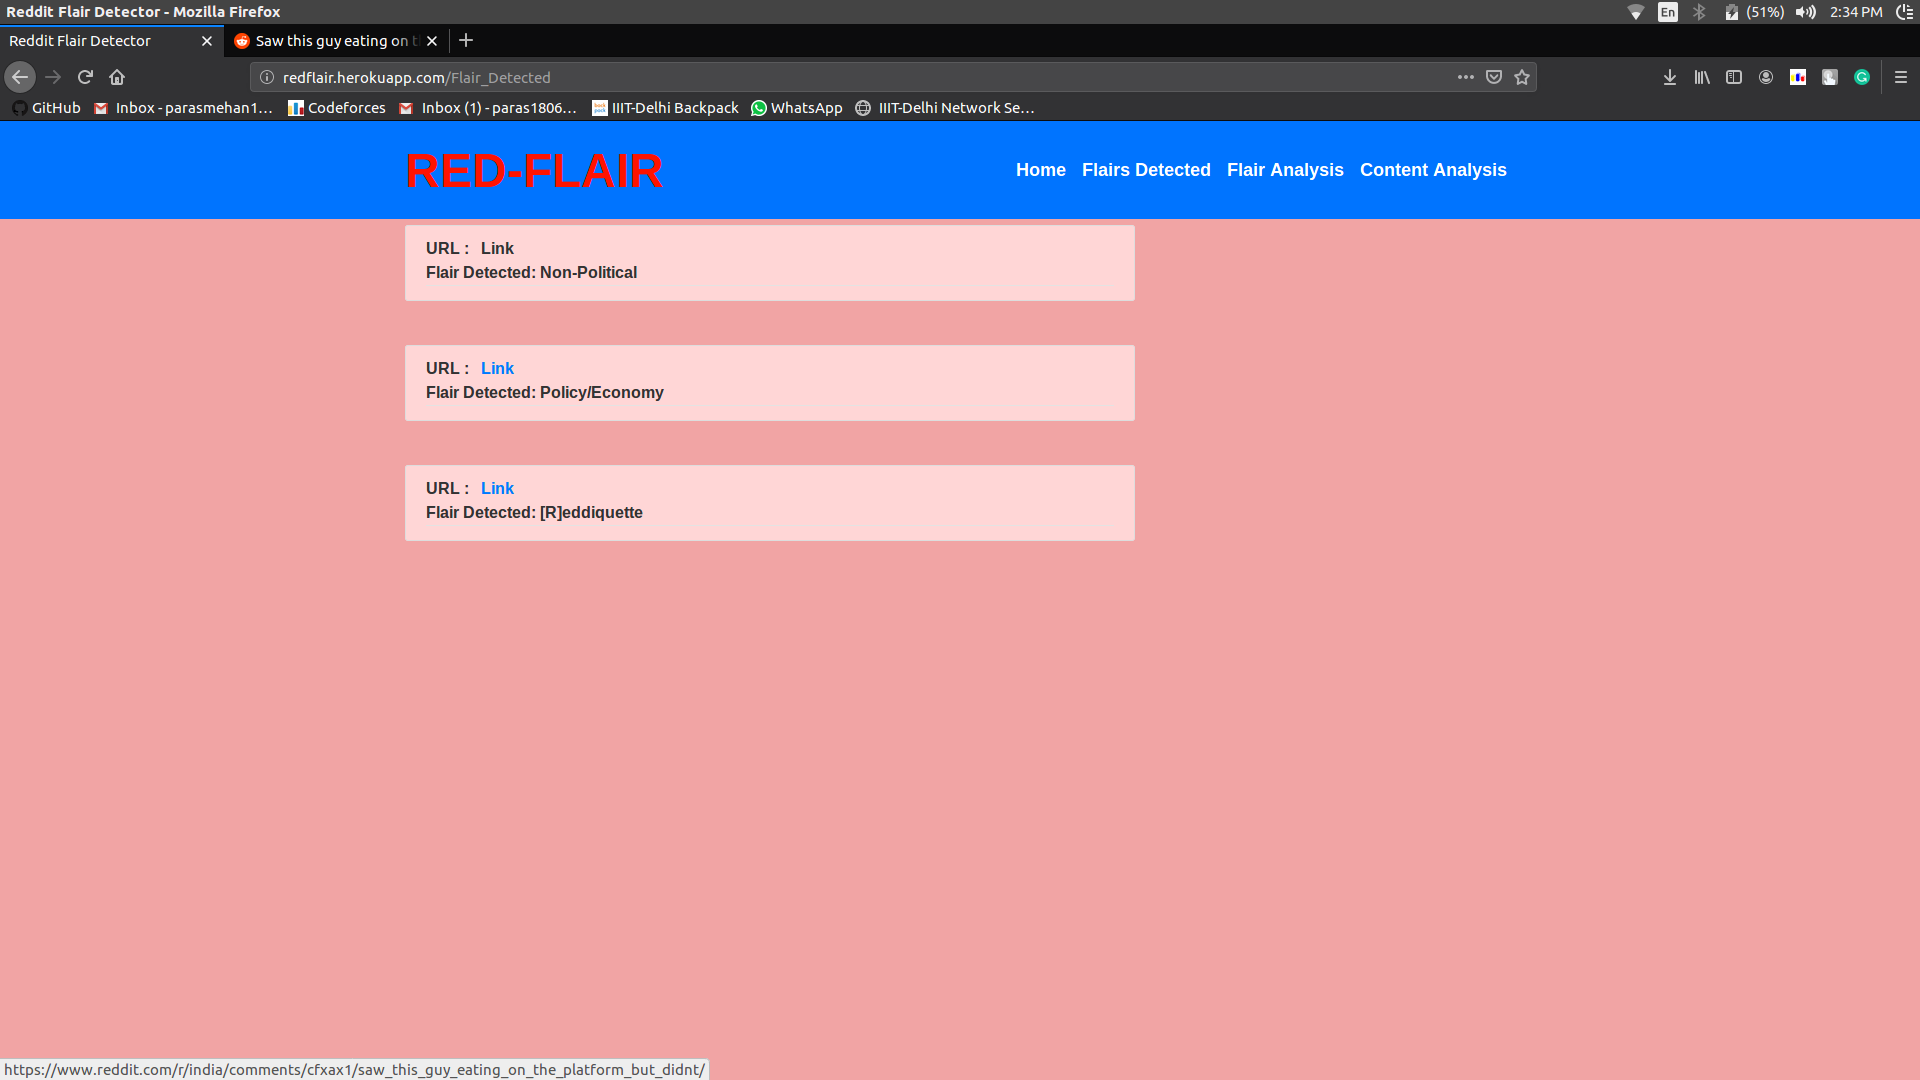 Reddit Flair Detector - Mozilla Firefox
En (51%) 2:34 PM
Reddit Flair Detector Saw this guy eating on
redflair.herokuapp.com/Flair_Detected
GitHub Inbox - parasmehan1... Codeforces Inbox (1) - paras1806... IIIT-Delhi Backpack WhatsApp IIIT-Delhi Network Se...
RED-FLAIR
Home Flairs Detected Flair Analysis Content Analysis
URL : Link
Flair Detected: Non-Political
URL : Link
Flair Detected: Policy/Economy
URL : Link
Flair Detected: [R]eddiquette
https://www.reddit.com/r/india/comments/cfxax1/saw_this_guy_eating_on_the_platform_but_didnt/